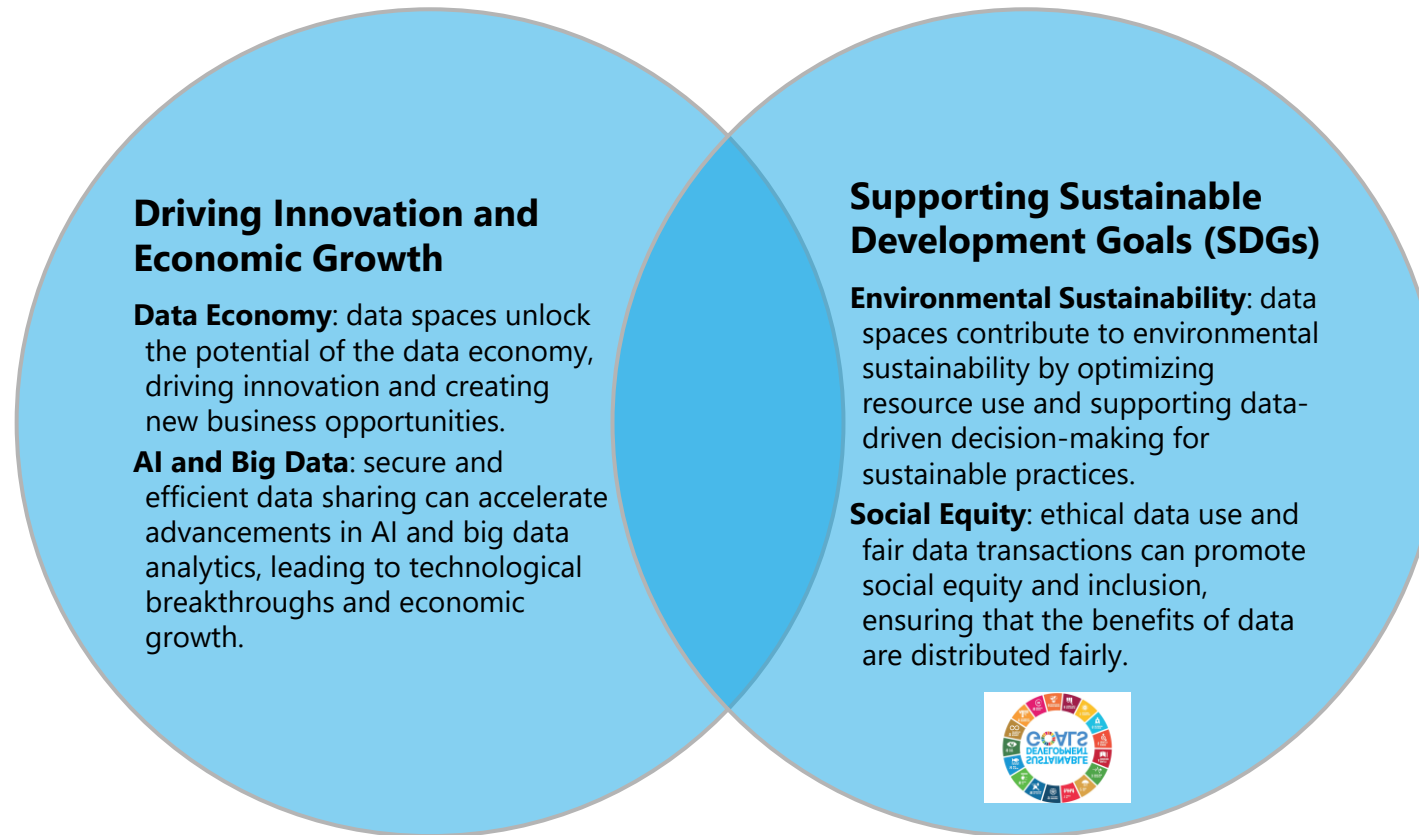 Driving Innovation and
Economic Growth
Data Economy: data spaces unlock
the potential of the data economy,
driving innovation and creating
new business opportunities.
AI and Big Data: secure and
efficient data sharing can accelerate
advancements in AI and big data
analytics, leading to technological
breakthroughs and economic
growth.
Supporting Sustainable
Development Goals (SDGs)
Environmental Sustainability: data
spaces contribute to environmental
sustainability by optimizing
resource use and supporting data-
driven decision-making for
sustainable practices.
Social Equity: ethical data use and
fair data transactions can promote
social equity and inclusion,
ensuring that the benefits of data
are distributed fairly.
SUSTAINABLE
DEVELOPMENT
GOALS